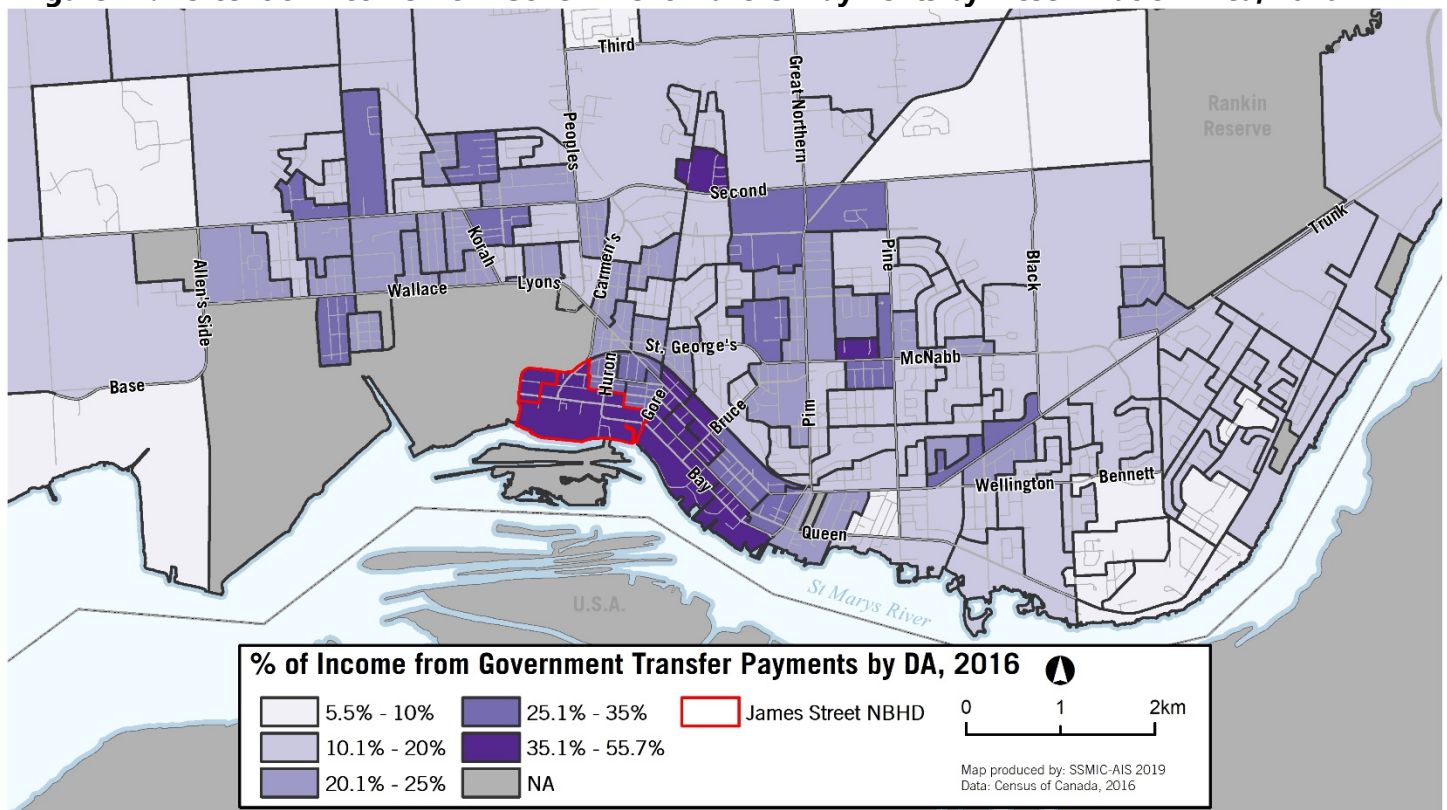 Third
Great Northern
Peoples
Rankin
Reserve
Second
Trunk
Korah
Carmen's
Pine
Black
Allen's Side
Wallace
Lyons
St. George's
McNabb
Base
Huron
Gore
Bruce
Elm
Bay
Wellington
Bennett
Queen
St Marys River
U.S.A.
% of Income from Government Transfer Payments by DA, 2016
5.5% - 10%
25.1% - 35%
James Street NBHD
10.1% - 20%
35.1% - 55.7%
20.1% - 25%
NA
0 1 2km
Map produced by: SSMIC-AIS 2019
Data: Census of Canada, 2016